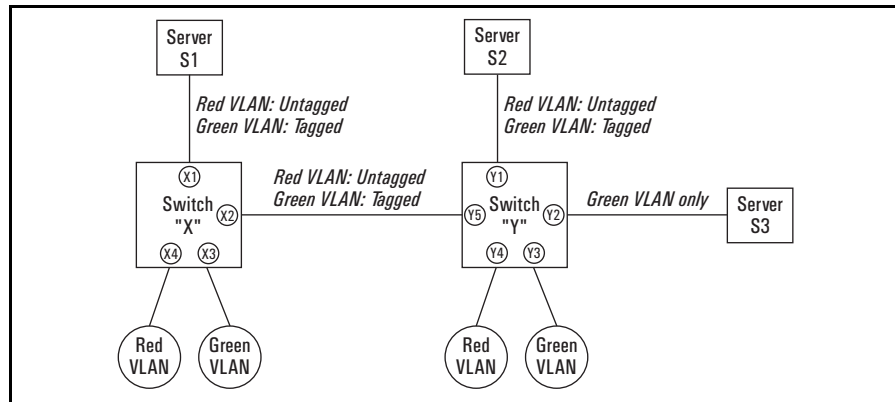 Server
S1
Server
S2
Red VLAN: Untagged
Green VLAN: Tagged
Red VLAN: Untagged
Green VLAN: Tagged
X1
Switch
"X"
X2
X4
X3
Red VLAN: Untagged
Green VLAN: Tagged
Y1
Switch
"Y"
Y5
Y2
Y4
Y3
Green VLAN only
Server
S3
Red
VLAN
Green
VLAN
Red
VLAN
Green
VLAN